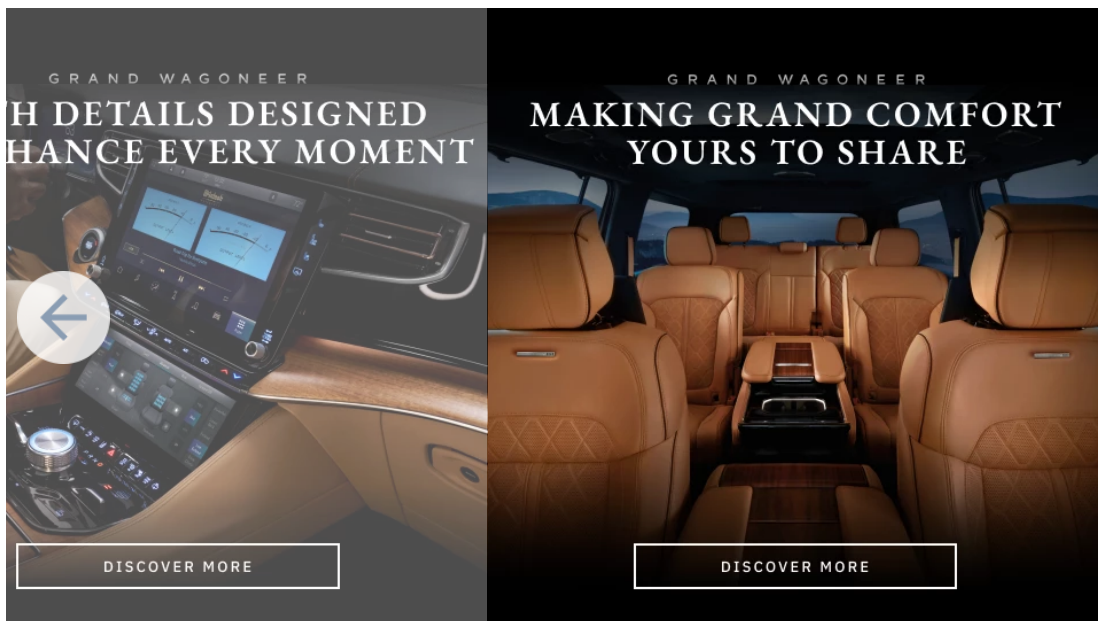 GRAND WAGONEER
TH DETAILS DESIGNED
HANCE EVERY MOMENT
DISCOVER MORE
GRAND WAGONEER
MAKING GRAND COMFORT
YOURS TO SHARE
DISCOVER MORE